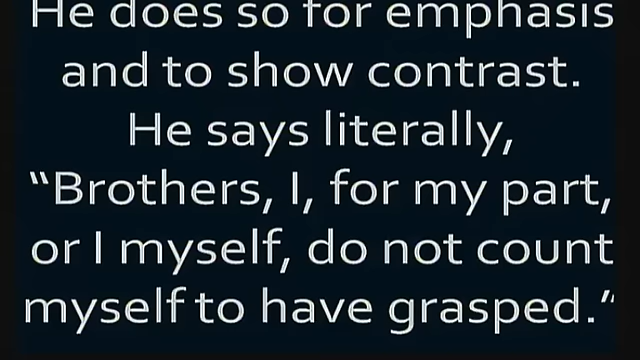 He does so for emphasis
and to show contrast.
He says literally,
“Brothers, I, for my part,
or I myself, do not count
myself to have grasped.”